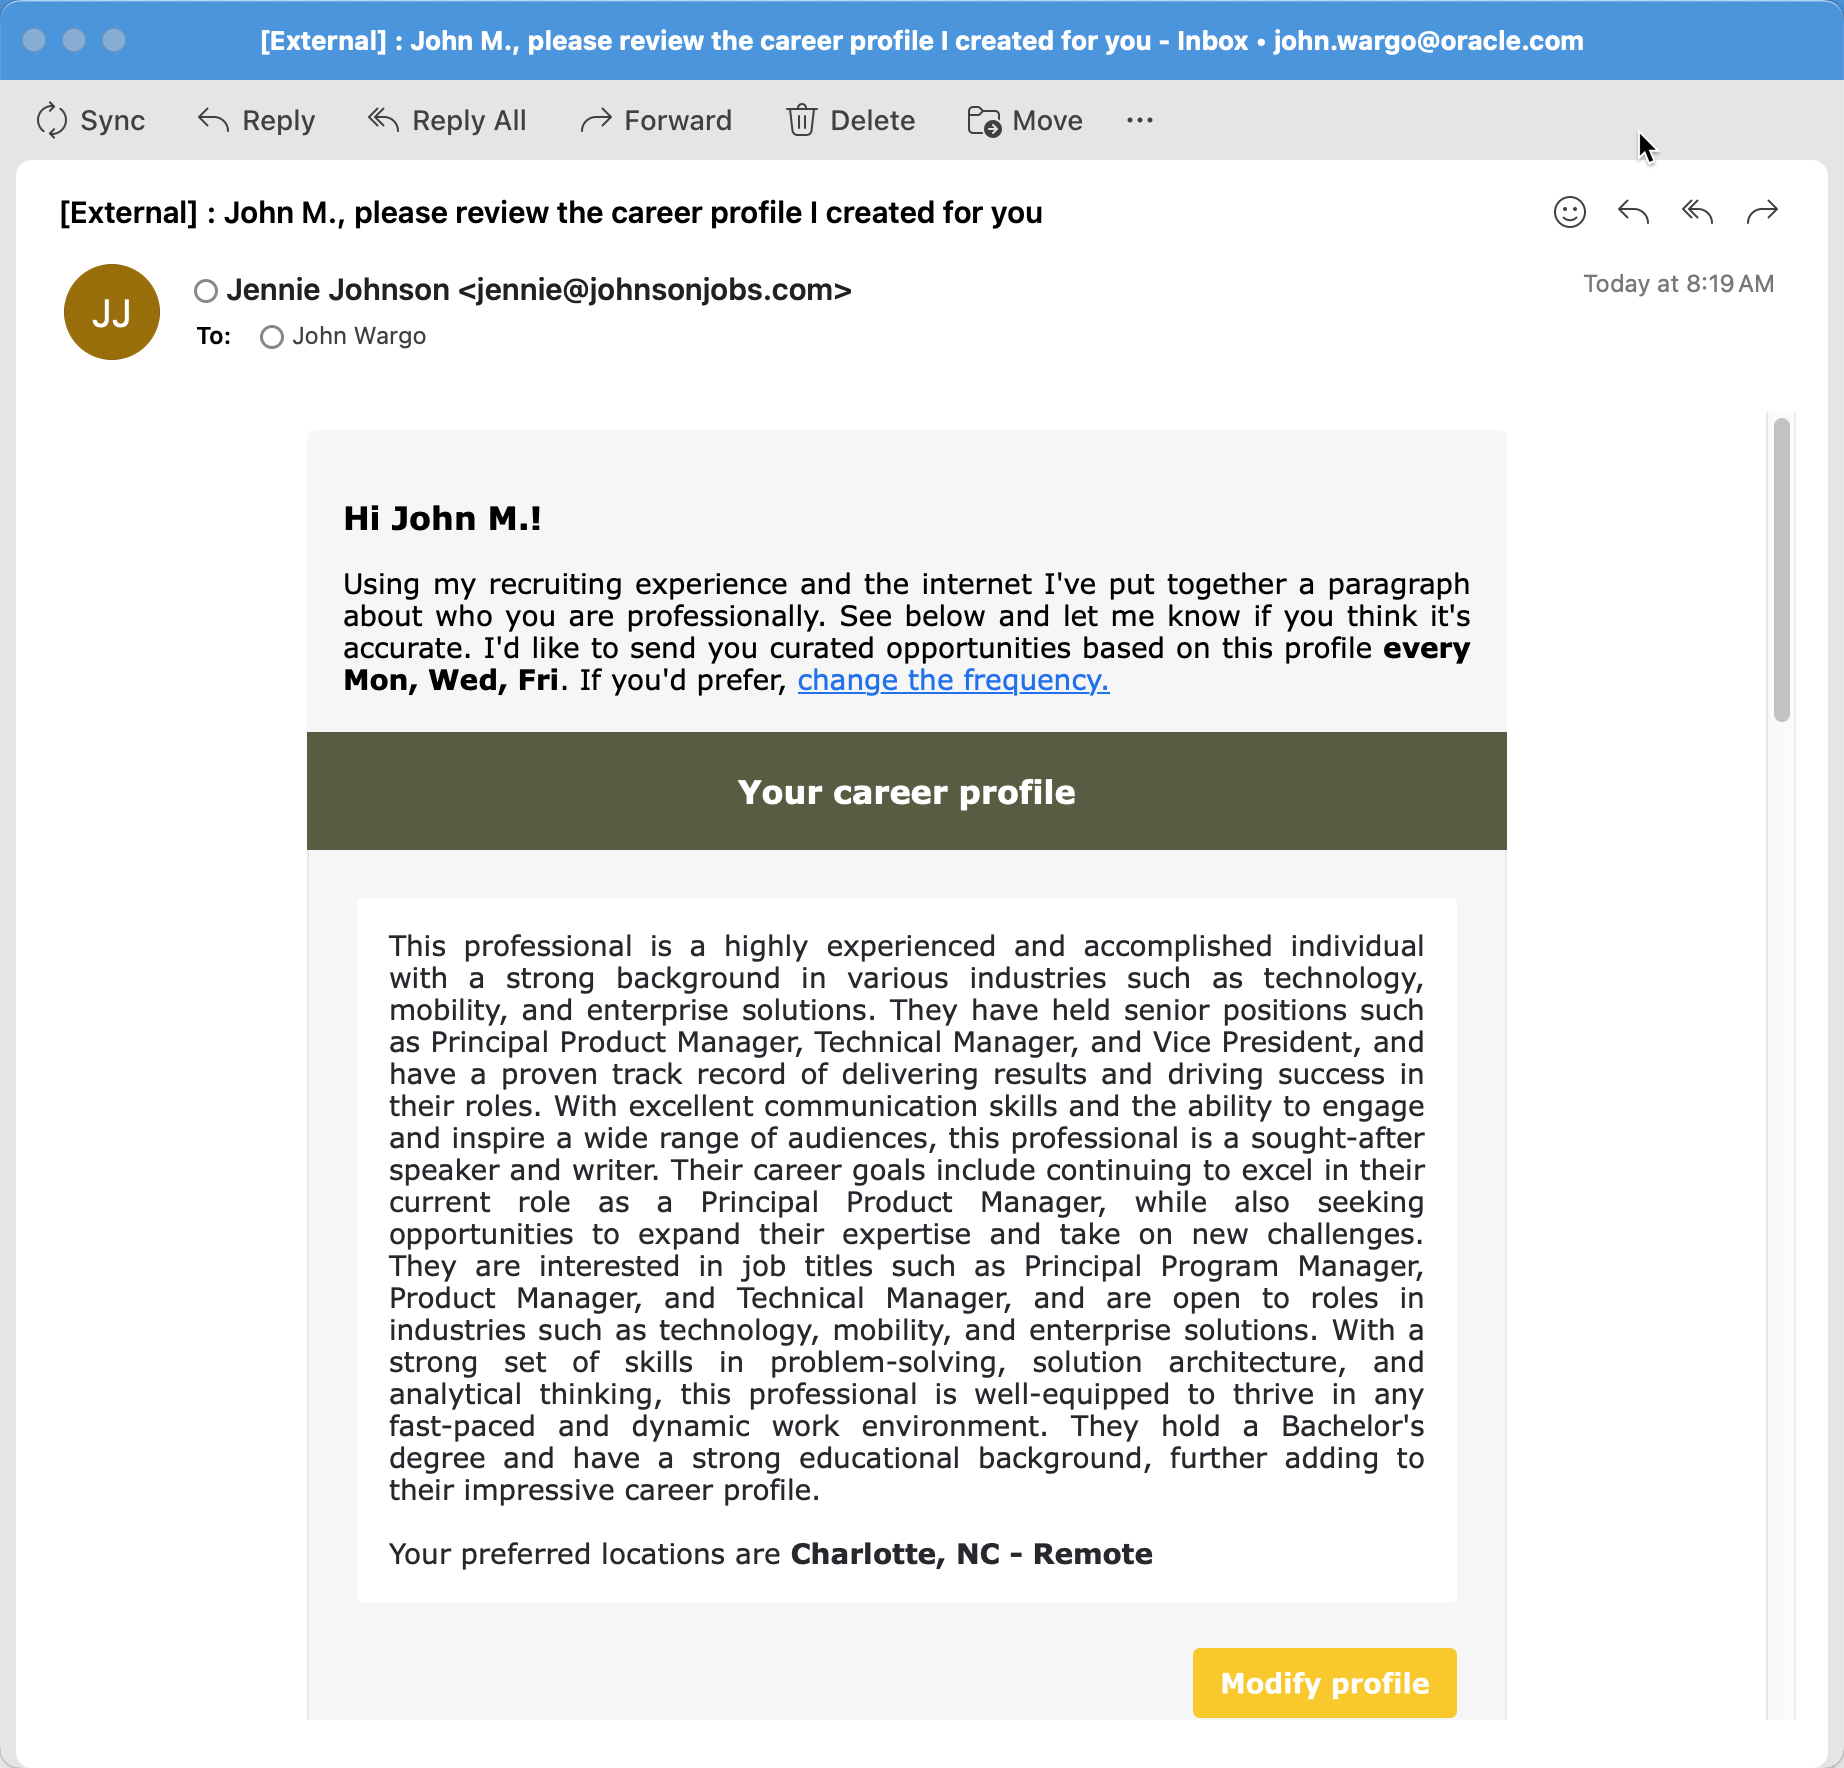 [External] : John M., please review the career profile I created for you - Inbox • john.wargo@oracle.com
Sync Reply Reply All Forward Delete Move
[External] : John M., please review the career profile I created for you
JJ
Jennie Johnson <jennie@johnsonjobs.com>
Today at 8:19 AM
To: John Wargo
Hi John M.!
Using my recruiting experience and the internet I've put together a paragraph
about who you are professionally. See below and let me know if you think it's
accurate. I'd like to send you curated opportunities based on this profile every
Mon, Wed, Fri. If you'd prefer, change the frequency.
Your career profile
This professional is a highly experienced and accomplished individual
with a strong background in various industries such as technology,
mobility, and enterprise solutions. They have held senior positions such
as Principal Product Manager, Technical Manager, and Vice President, and
have a proven track record of delivering results and driving success in
their roles. With excellent communication skills and the ability to engage
and inspire a wide range of audiences, this professional is a sought-after
speaker and writer. Their career goals include continuing to excel in their
current role as a Principal Product Manager, while also seeking
opportunities to expand their expertise and take on new challenges.
They are interested in job titles such as Principal Program Manager,
Product Manager, and Technical Manager, and are open to roles in
industries such as technology, mobility, and enterprise solutions. With a
strong set of skills in problem-solving, solution architecture, and
analytical thinking, this professional is well-equipped to thrive in any
fast-paced and dynamic work environment. They hold a Bachelor's
degree and have a strong educational background, further adding to
their impressive career profile.
Your preferred locations are Charlotte, NC - Remote
Modify profile